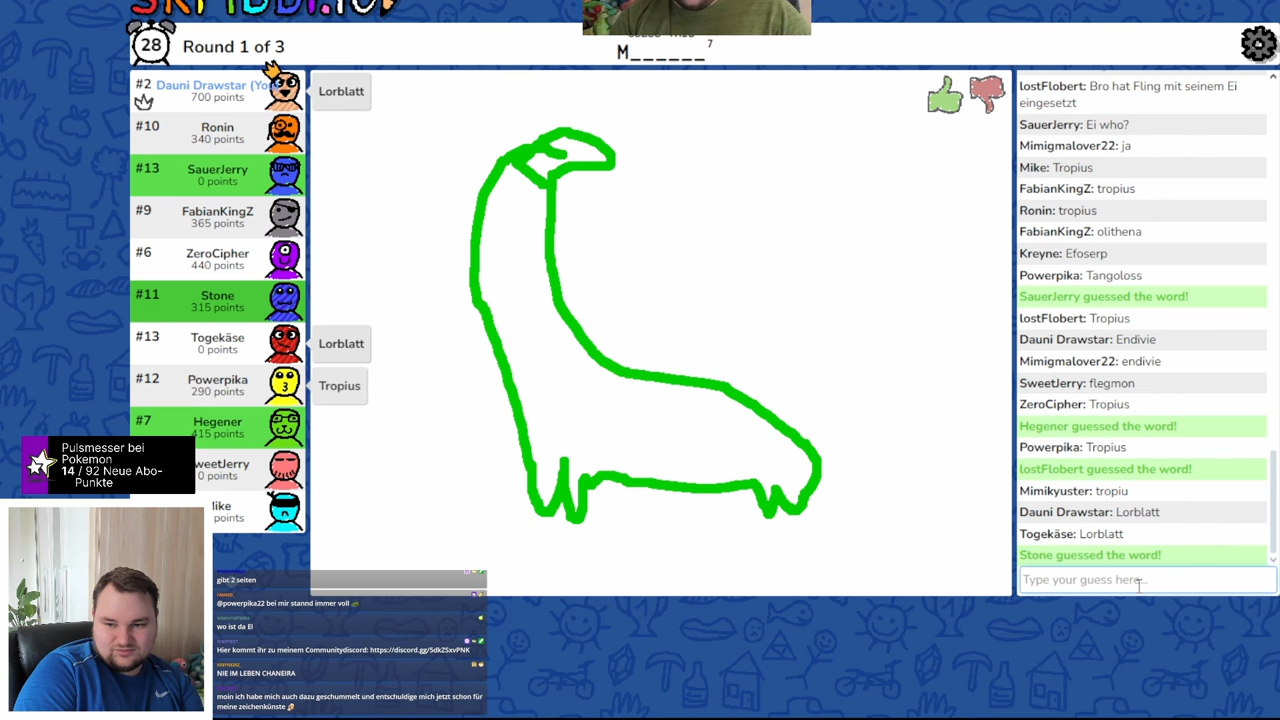 SKRIBBL.IO
28
Round 1 of 3
GUESS THIS
M______ 7
#2
Dauni Drawstar (You)
700 points
#10
Ronin
340 points
#13
SauerJerry
0 points
#9
FabianKingZ
365 points
#6
ZeroCipher
440 points
#11
Stone
315 points
#13
Togekäse
0 points
#12
Powerpika
290 points
#7
Hegener
415 points
weetJerry
0 points
like
points
Lorblatt
Lorblatt
Tropius
lostFlobert: Bro hat Fling mit seinem Ei
eingesetzt
SauerJerry: Ei who?
Mimigmalover22: ja
Mike: Tropius
FabianKingZ: tropius
Ronin: tropius
FabianKingZ: olithena
Kreyne: Efoserp
Powerpika: Tangoloss
SauerJerry guessed the word!
lostFlobert: Tropius
Dauni Drawstar: Endivie
Mimigmalover22: endivie
SweetJerry: flegmon
ZeroCipher: Tropius
Hegener guessed the word!
Powerpika: Tropius
lostFlobert guessed the word!
Mimikyuster: tropiu
Dauni Drawstar: Lorblatt
Togekäse: Lorblatt
Stone guessed the word!
Type your guess here...
Pulsmesser bei
Pokemon
14 / 92 Neue Abo-
Punkte
gibt 2 seiten
@powerpika22 bei mir stannd immer voll
wo ist da EI
Hier kommt ihr zu meinem Communitydiscord: https://discord.gg/5dkZSxvPNK
NIE IM LEBEN CHANEIRA
moin ich habe mich auch dazu geschummelt und entschuldige mich jetzt schon für
meine zeichenkünste